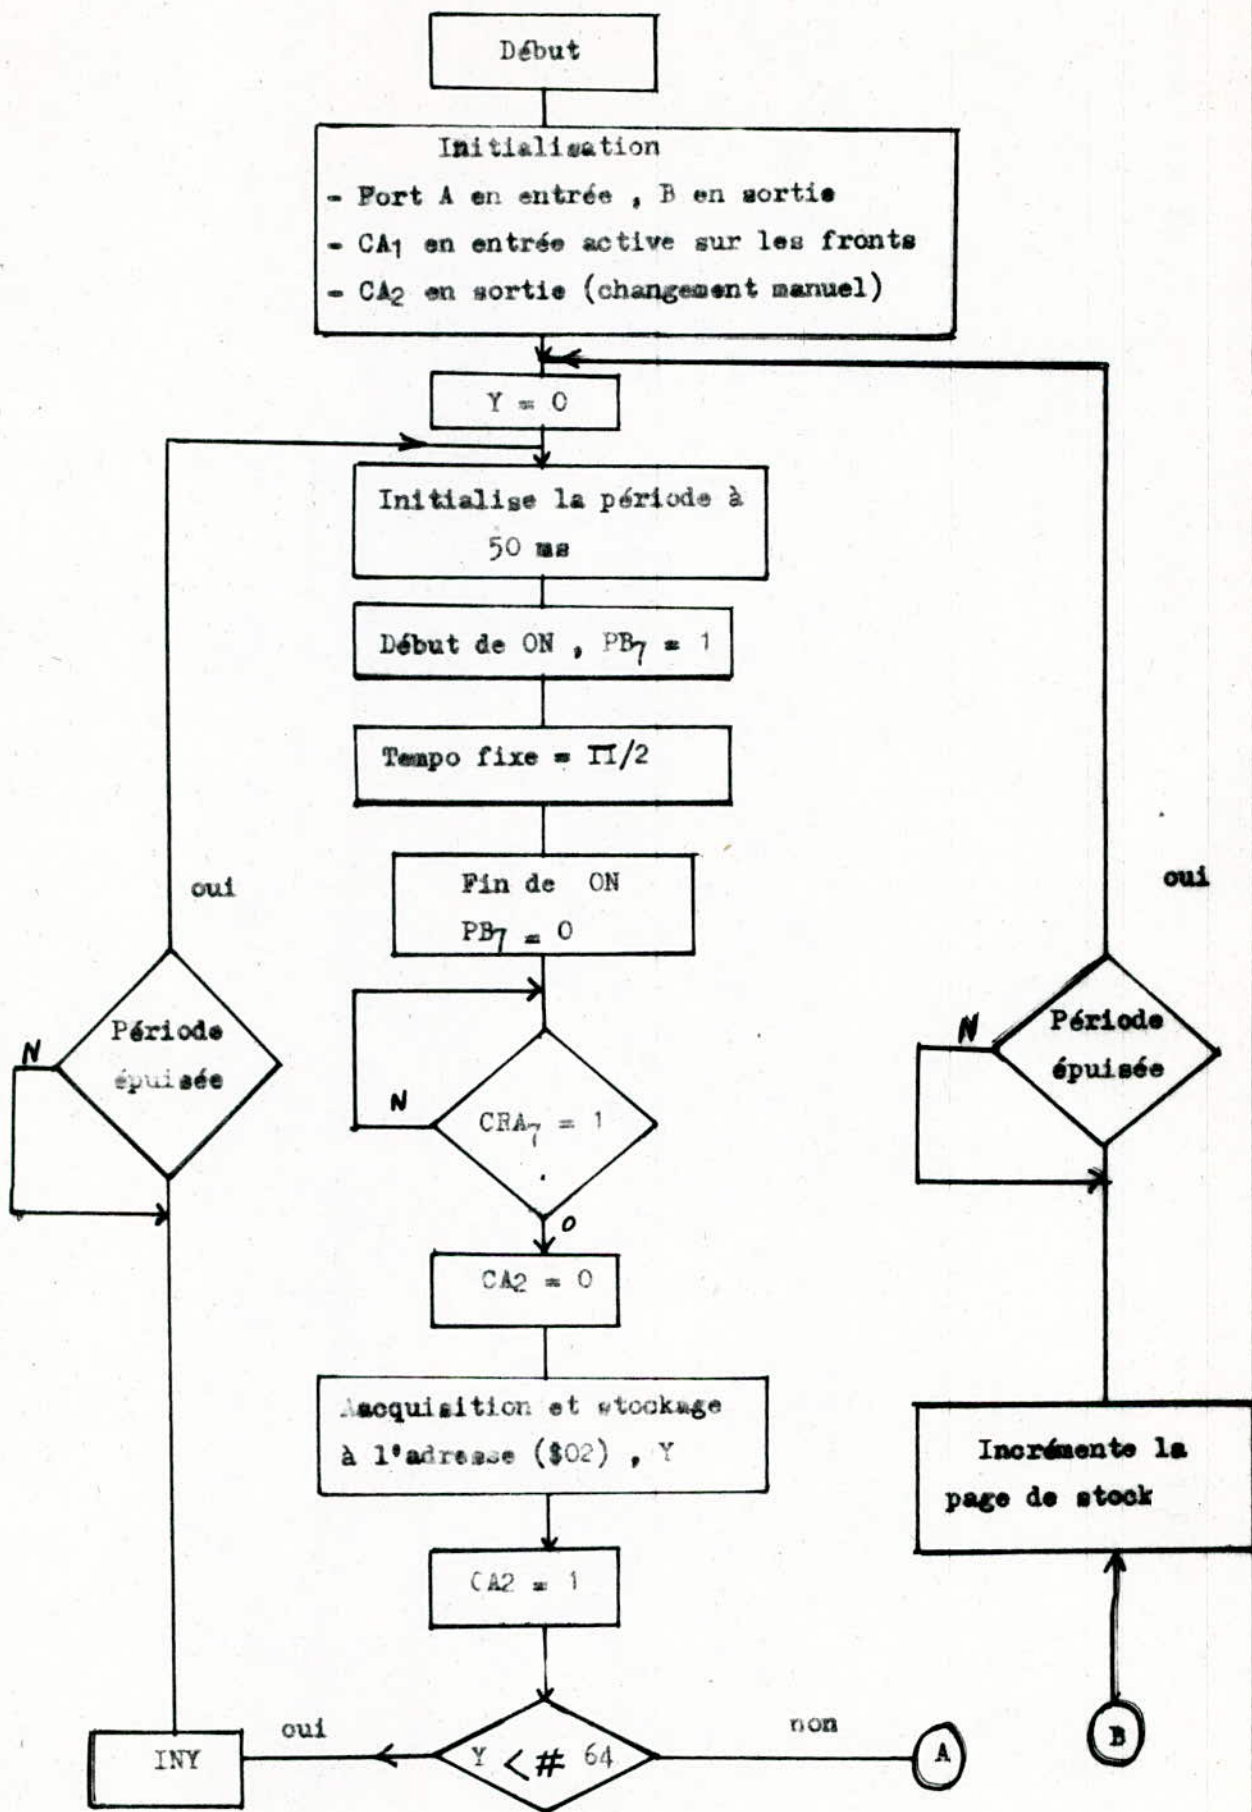 Début
Initialisation
- Port A en entrée , B en sortie
- CA1 en entrée active sur les fronts
- CA2 en sortie (changement manuel)
Y = 0
Initialise la période à
50 ms
Début de ON , PB7 = 1
Tempo fixe = Π/2
Fin de ON
PB7 = 0
oui
oui
Période
épuisée
N
CRA7 = 1
N
O
Période
épuisée
N
CA2 = 0
Aacquisition et stockage
à l'adresse ($02) , Y
Incrémente la
page de stock
CA2 = 1
INY
oui
Y < # 64
non
A
B